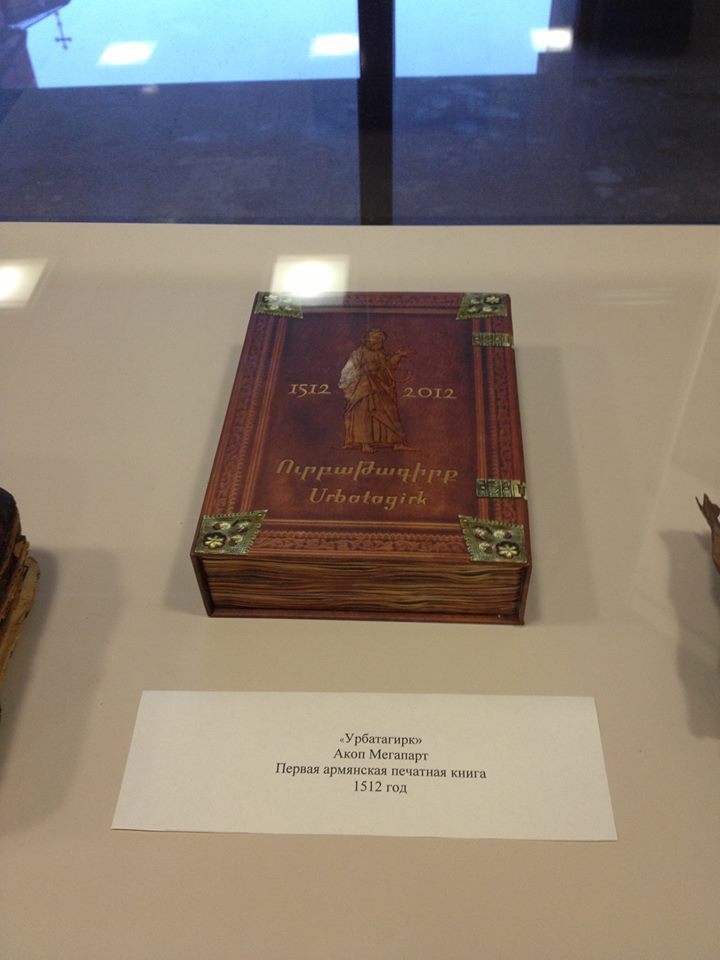 1512 2012
Ուրբաթագիրք
Urbatagirk
«Урбатагирк»
Акоп Мегапарт
Первая армянская печатная книга
1512 год